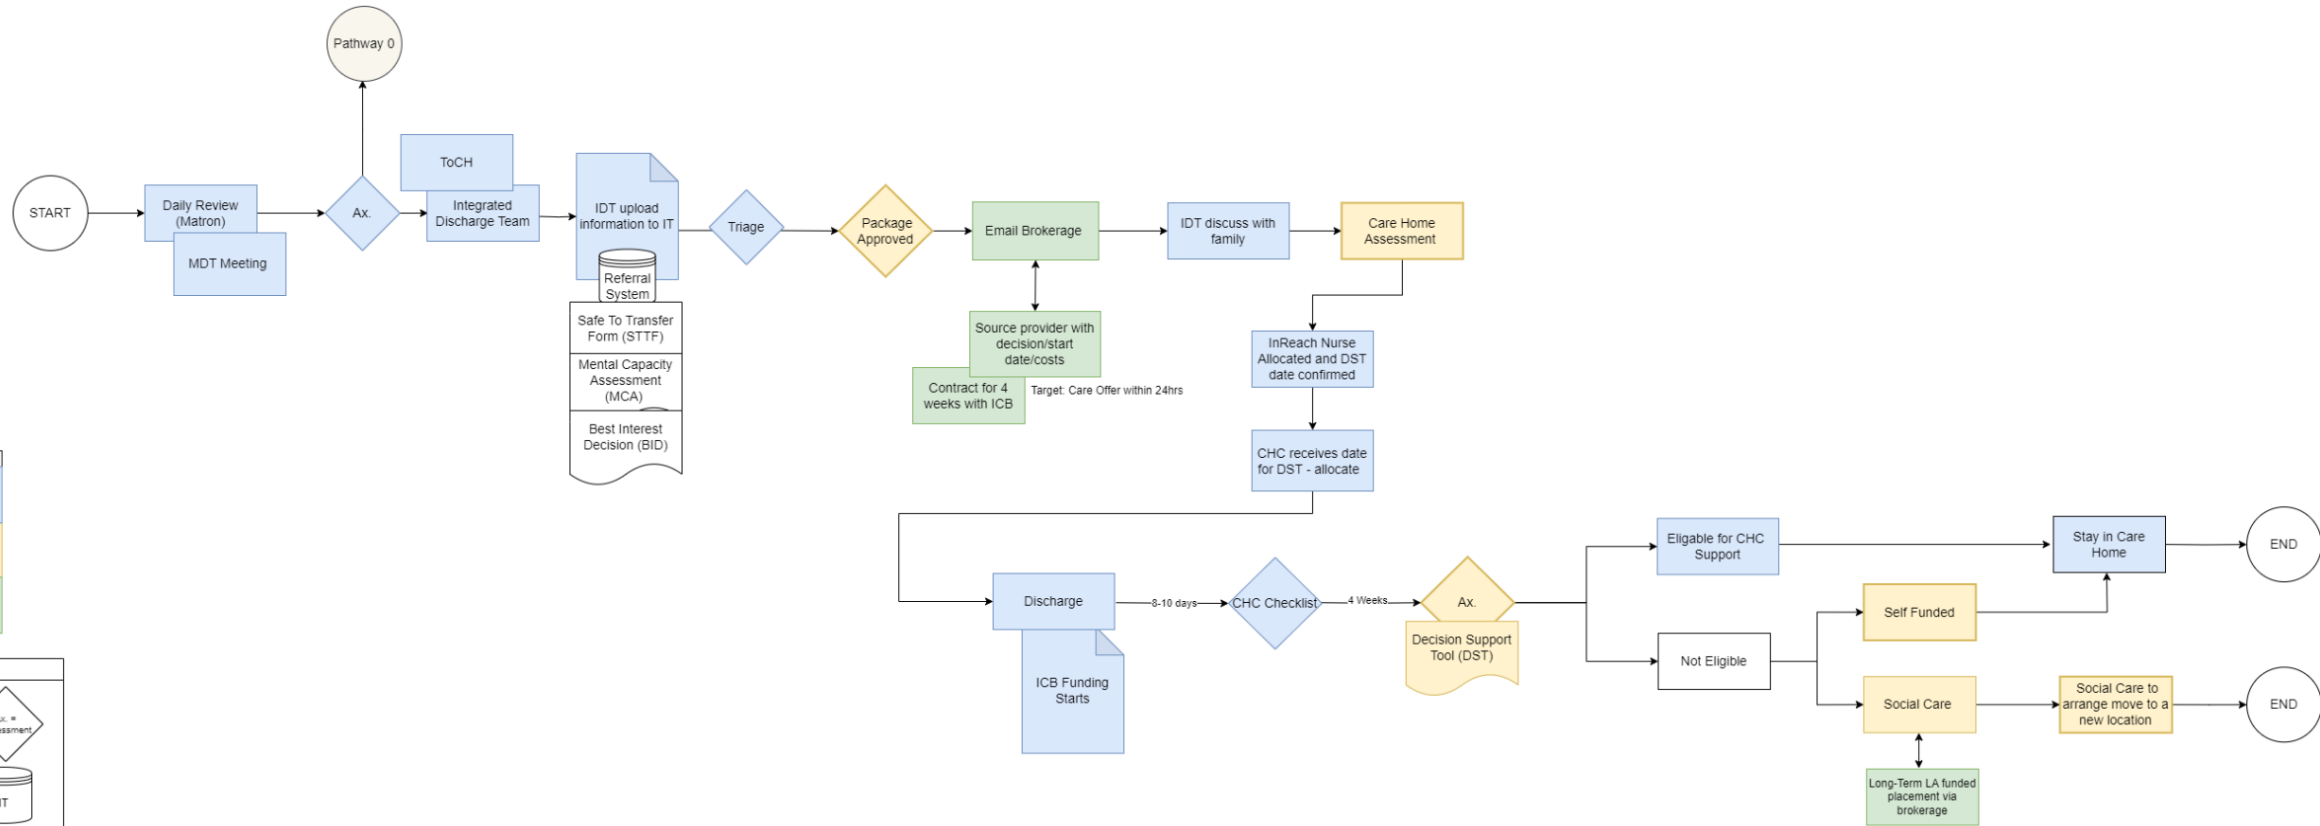 Pathway 0
START
Daily Review
(Matron)
MDT Meeting
Ax.
ToCH
Integrated
Discharge Team
IDT upload
information to IT
Referral
System
Safe To Transfer
Form (STTF)
Mental Capacity
Assessment
(MCA)
Best Interest
Decision (BID)
Triage
Package
Approved
Email Brokerage
Source provider with
decision/start
date/costs
Contract for 4
weeks with ICB
Target: Care Offer within 24hrs
IDT discuss with
family
Care Home
Assessment
InReach Nurse
Allocated and DST
date confirmed
CHC receives date
for DST - allocate
Discharge
ICB Funding
Starts
8-10 days
CHC Checklist
4 Weeks
Ax.
Decision Support
Tool (DST)
Eligable for CHC
Support
Stay in Care
Home
END
Not Eligible
Self Funded
Social Care
Social Care to
arrange move to a
new location
END
Long-Term LA funded
placement via
brokerage